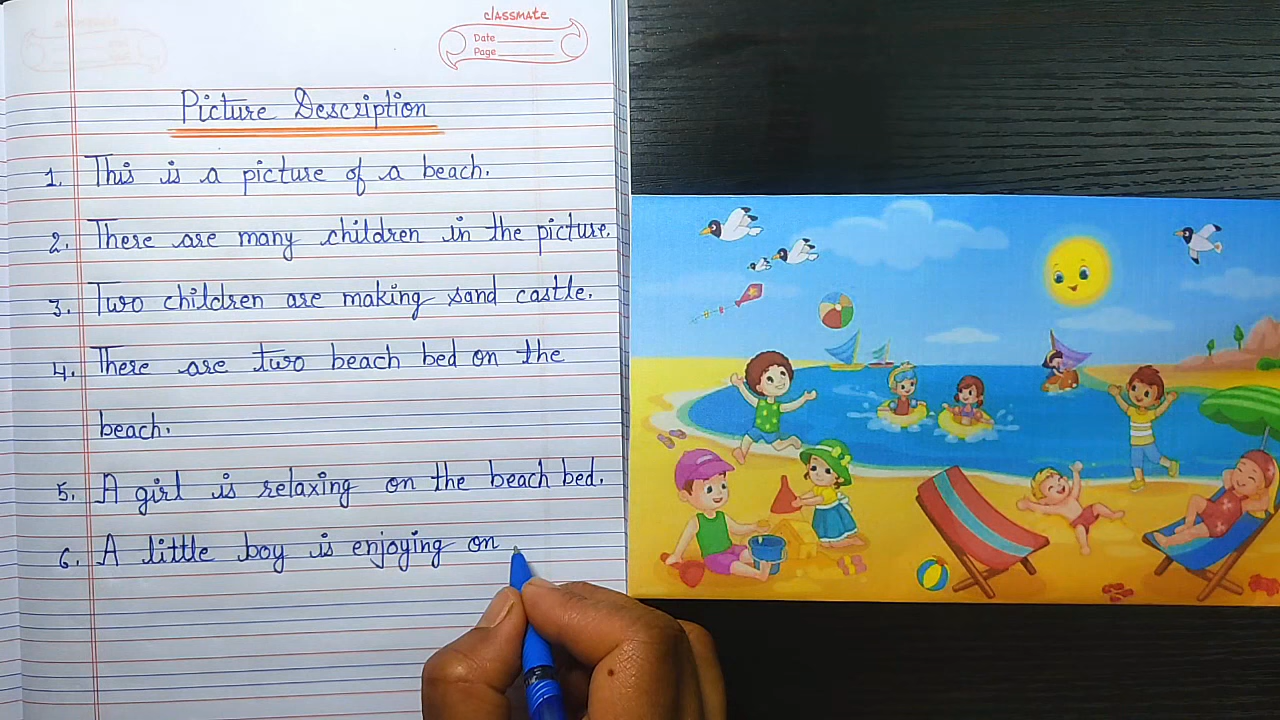 classmate
Date
Page
Picture Description
1. This is a picture of a beach.
2. There are many children in the picture.
3. Two children are making sand castle.
4. There are two beach bed on the
beach.
5. A girl is relaxing on the beach bed.
6. A little boy is enjoying on